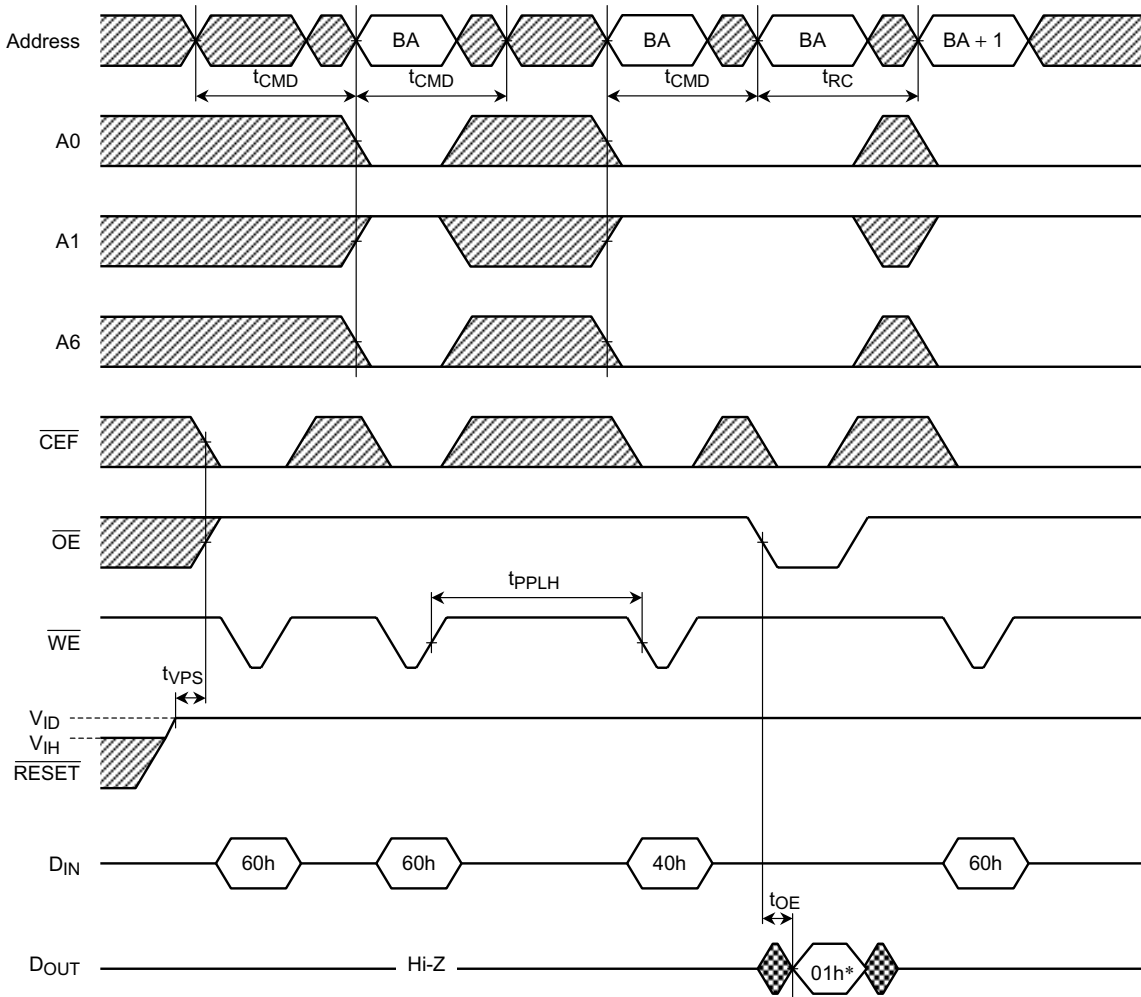 Address BA BA BA BA + 1
tCMD tCMD tCMD tRC
A0
A1
A6
CEF
OE
tPPLH
WE
tVPS
VID
VIH
RESET
DIN 60h 60h 40h 60h
tOE
DOUT Hi-Z 01h*